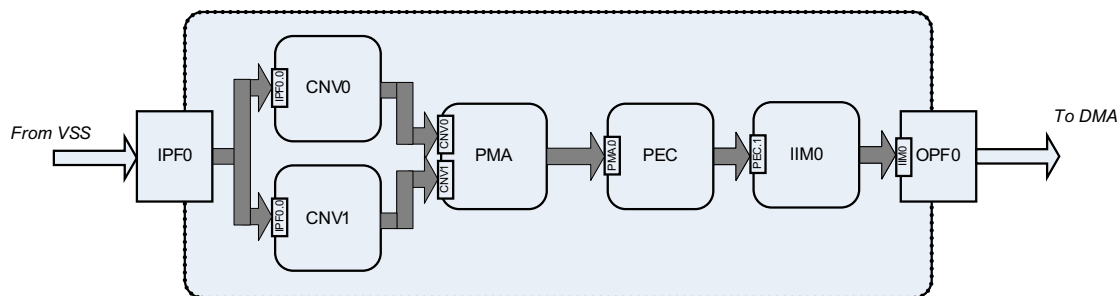 From VSS
IPF0
IPF0.0
CNV0
IPF0.0
CNV1
CNV0
CNV1
PMA
PMA.0
PEC
PEC.1
IIM0
IIM0
OPF0
To DMA